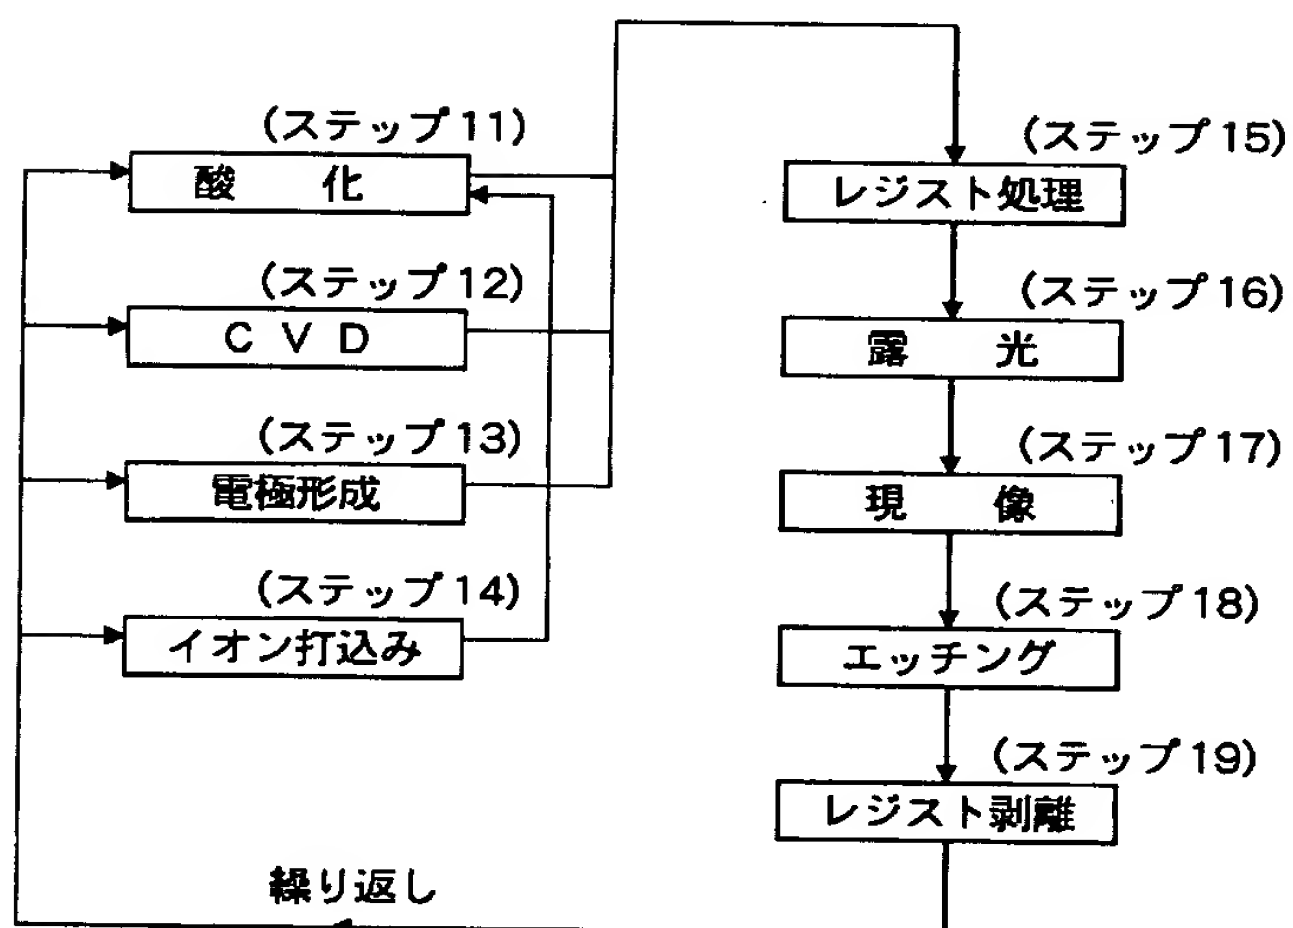 (ステップ11)
酸　化
(ステップ12)
ＣＶＤ
(ステップ13)
電極形成
(ステップ14)
イオン打込み
繰り返し
(ステップ15)
レジスト処理
(ステップ16)
露　光
(ステップ17)
現　像
(ステップ18)
エッチング
(ステップ19)
レジスト剥離